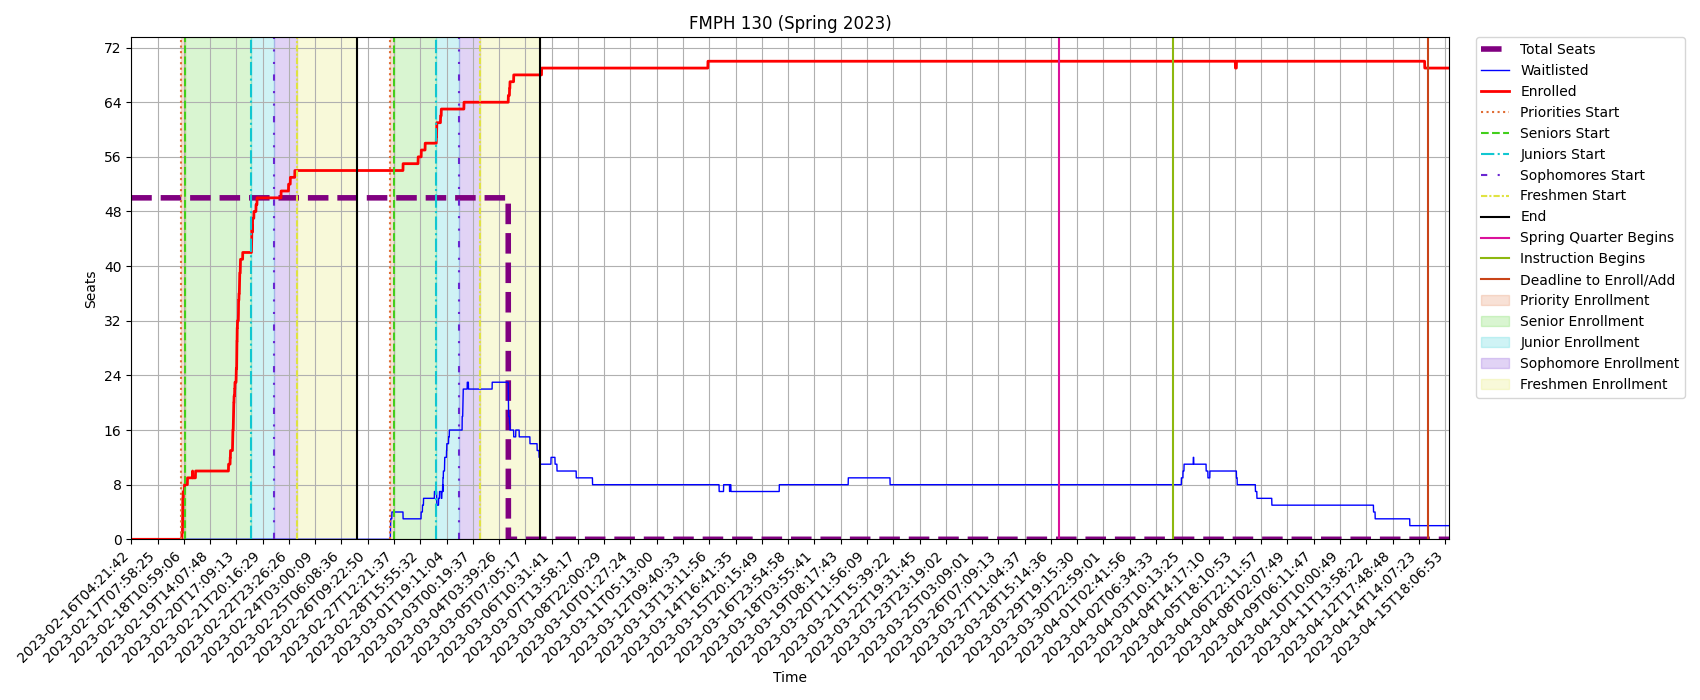 FMPH 130 (Spring 2023)
72
64
56
48
40
32
24
16
8
0
Seats
2023-02-16T04:21:42
2023-02-17T07:58:25
2023-02-18T10:59:06
2023-02-19T14:07:48
2023-02-20T17:09:13
2023-02-21T20:16:29
2023-02-22T23:26:26
2023-02-24T03:00:09
2023-02-25T06:08:36
2023-02-26T09:22:50
2023-02-27T12:21:37
2023-02-28T15:55:32
2023-03-01T19:11:04
2023-03-03T00:19:37
2023-03-04T03:39:26
2023-03-05T07:05:17
2023-03-06T10:31:41
2023-03-07T13:58:17
2023-03-08T22:00:29
2023-03-10T01:27:24
2023-03-11T05:13:00
2023-03-12T09:40:33
2023-03-13T13:11:56
2023-03-14T16:41:35
2023-03-15T20:15:49
2023-03-16T23:54:58
2023-03-18T03:55:41
2023-03-19T08:17:43
2023-03-20T11:56:09
2023-03-21T15:39:22
2023-03-22T19:31:45
2023-03-23T23:19:02
2023-03-25T03:09:01
2023-03-26T07:09:13
2023-03-27T11:04:37
2023-03-28T15:14:36
2023-03-29T19:15:30
2023-03-30T22:59:01
2023-04-01T02:41:56
2023-04-02T06:34:33
2023-04-03T10:13:25
2023-04-04T14:17:10
2023-04-05T18:10:53
2023-04-06T22:11:57
2023-04-08T02:07:49
2023-04-09T06:11:47
2023-04-10T10:00:49
2023-04-11T13:58:22
2023-04-12T17:48:48
2023-04-14T14:07:23
2023-04-15T18:06:53
Time
Total Seats
Waitlisted
Enrolled
Priorities Start
Seniors Start
Juniors Start
Sophomores Start
Freshmen Start
End
Spring Quarter Begins
Instruction Begins
Deadline to Enroll/Add
Priority Enrollment
Senior Enrollment
Junior Enrollment
Sophomore Enrollment
Freshmen Enrollment